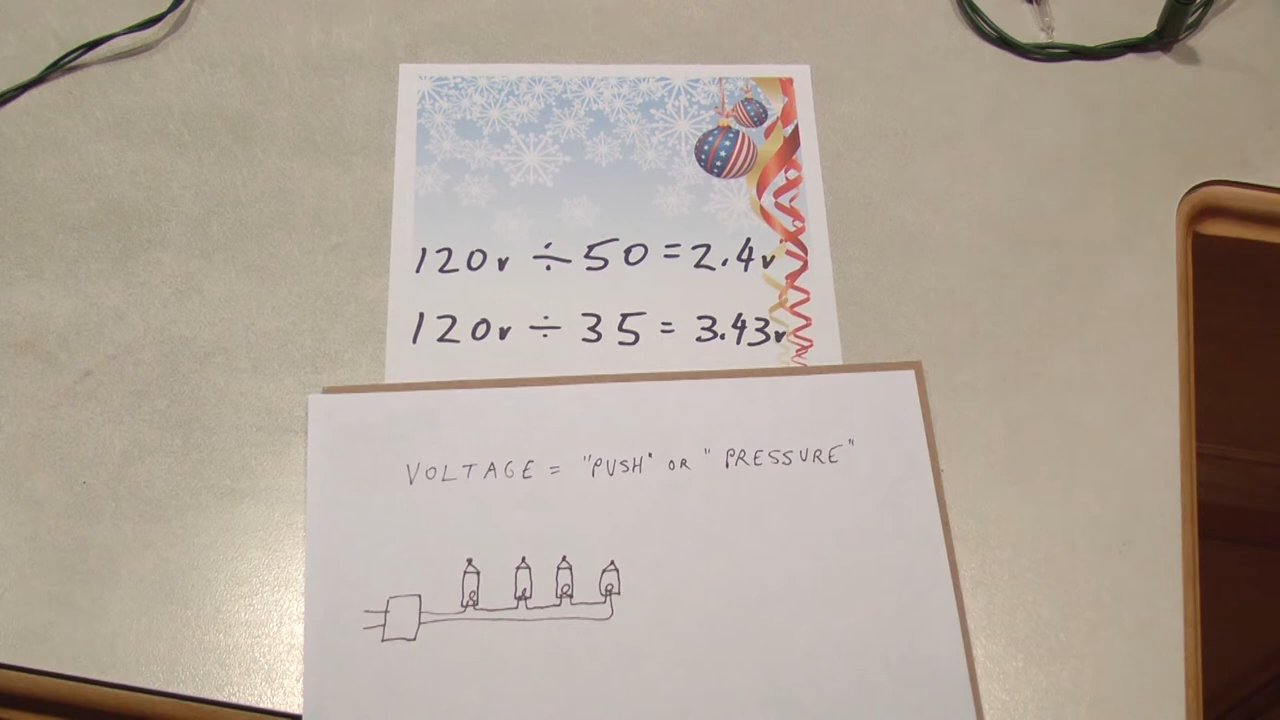 120v ÷ 50 = 2.4v
120v ÷ 35 = 3.43v
VOLTAGE = "PUSH" OR "PRESSURE"